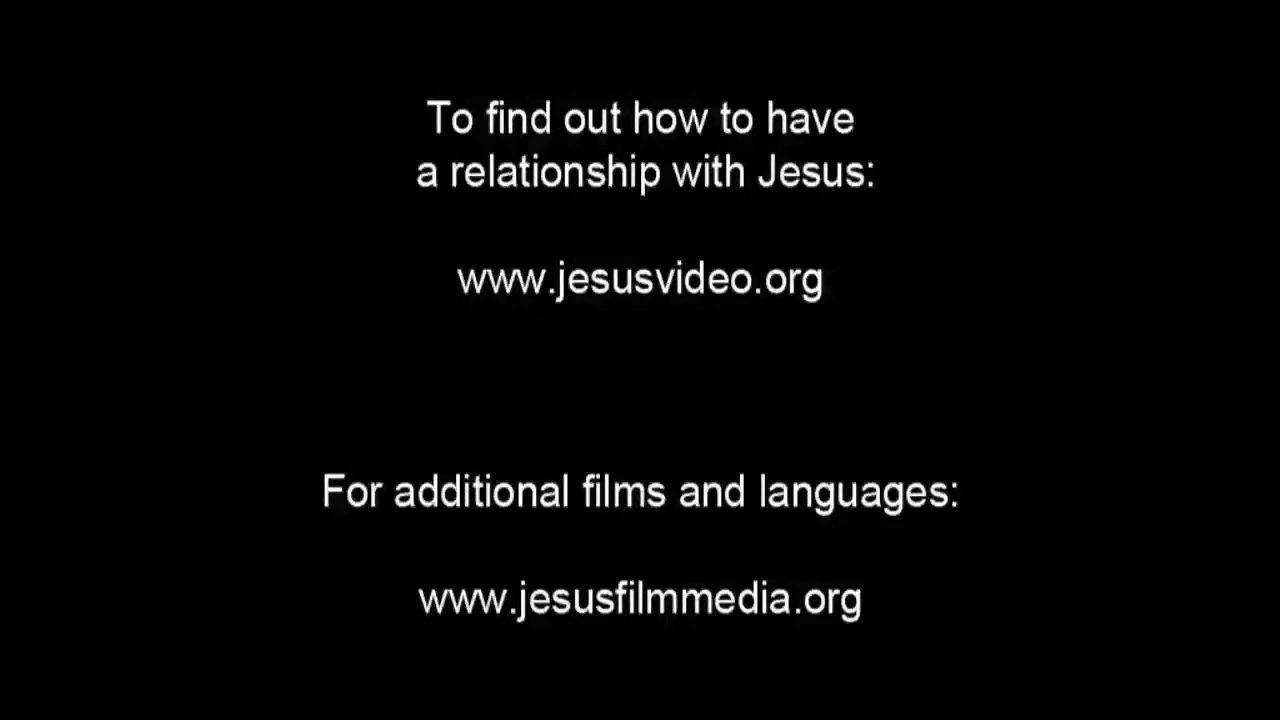 To find out how to have
a relationship with Jesus:
www.jesusvideo.org
For additional films and languages:
www.jesusfilmmedia.org